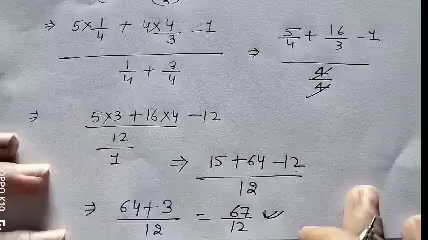 ⇒ (5×1/4 + 4×4/3 - 1)/(1/4 + 3/4) ⇒ (5/4 + 16/3 - 1)/(4/4)
⇒ ((5×3 + 16×4 - 12)/12)/1 ⇒ (15 + 64 - 12)/12
⇒ (64 + 3)/12 = 67/12